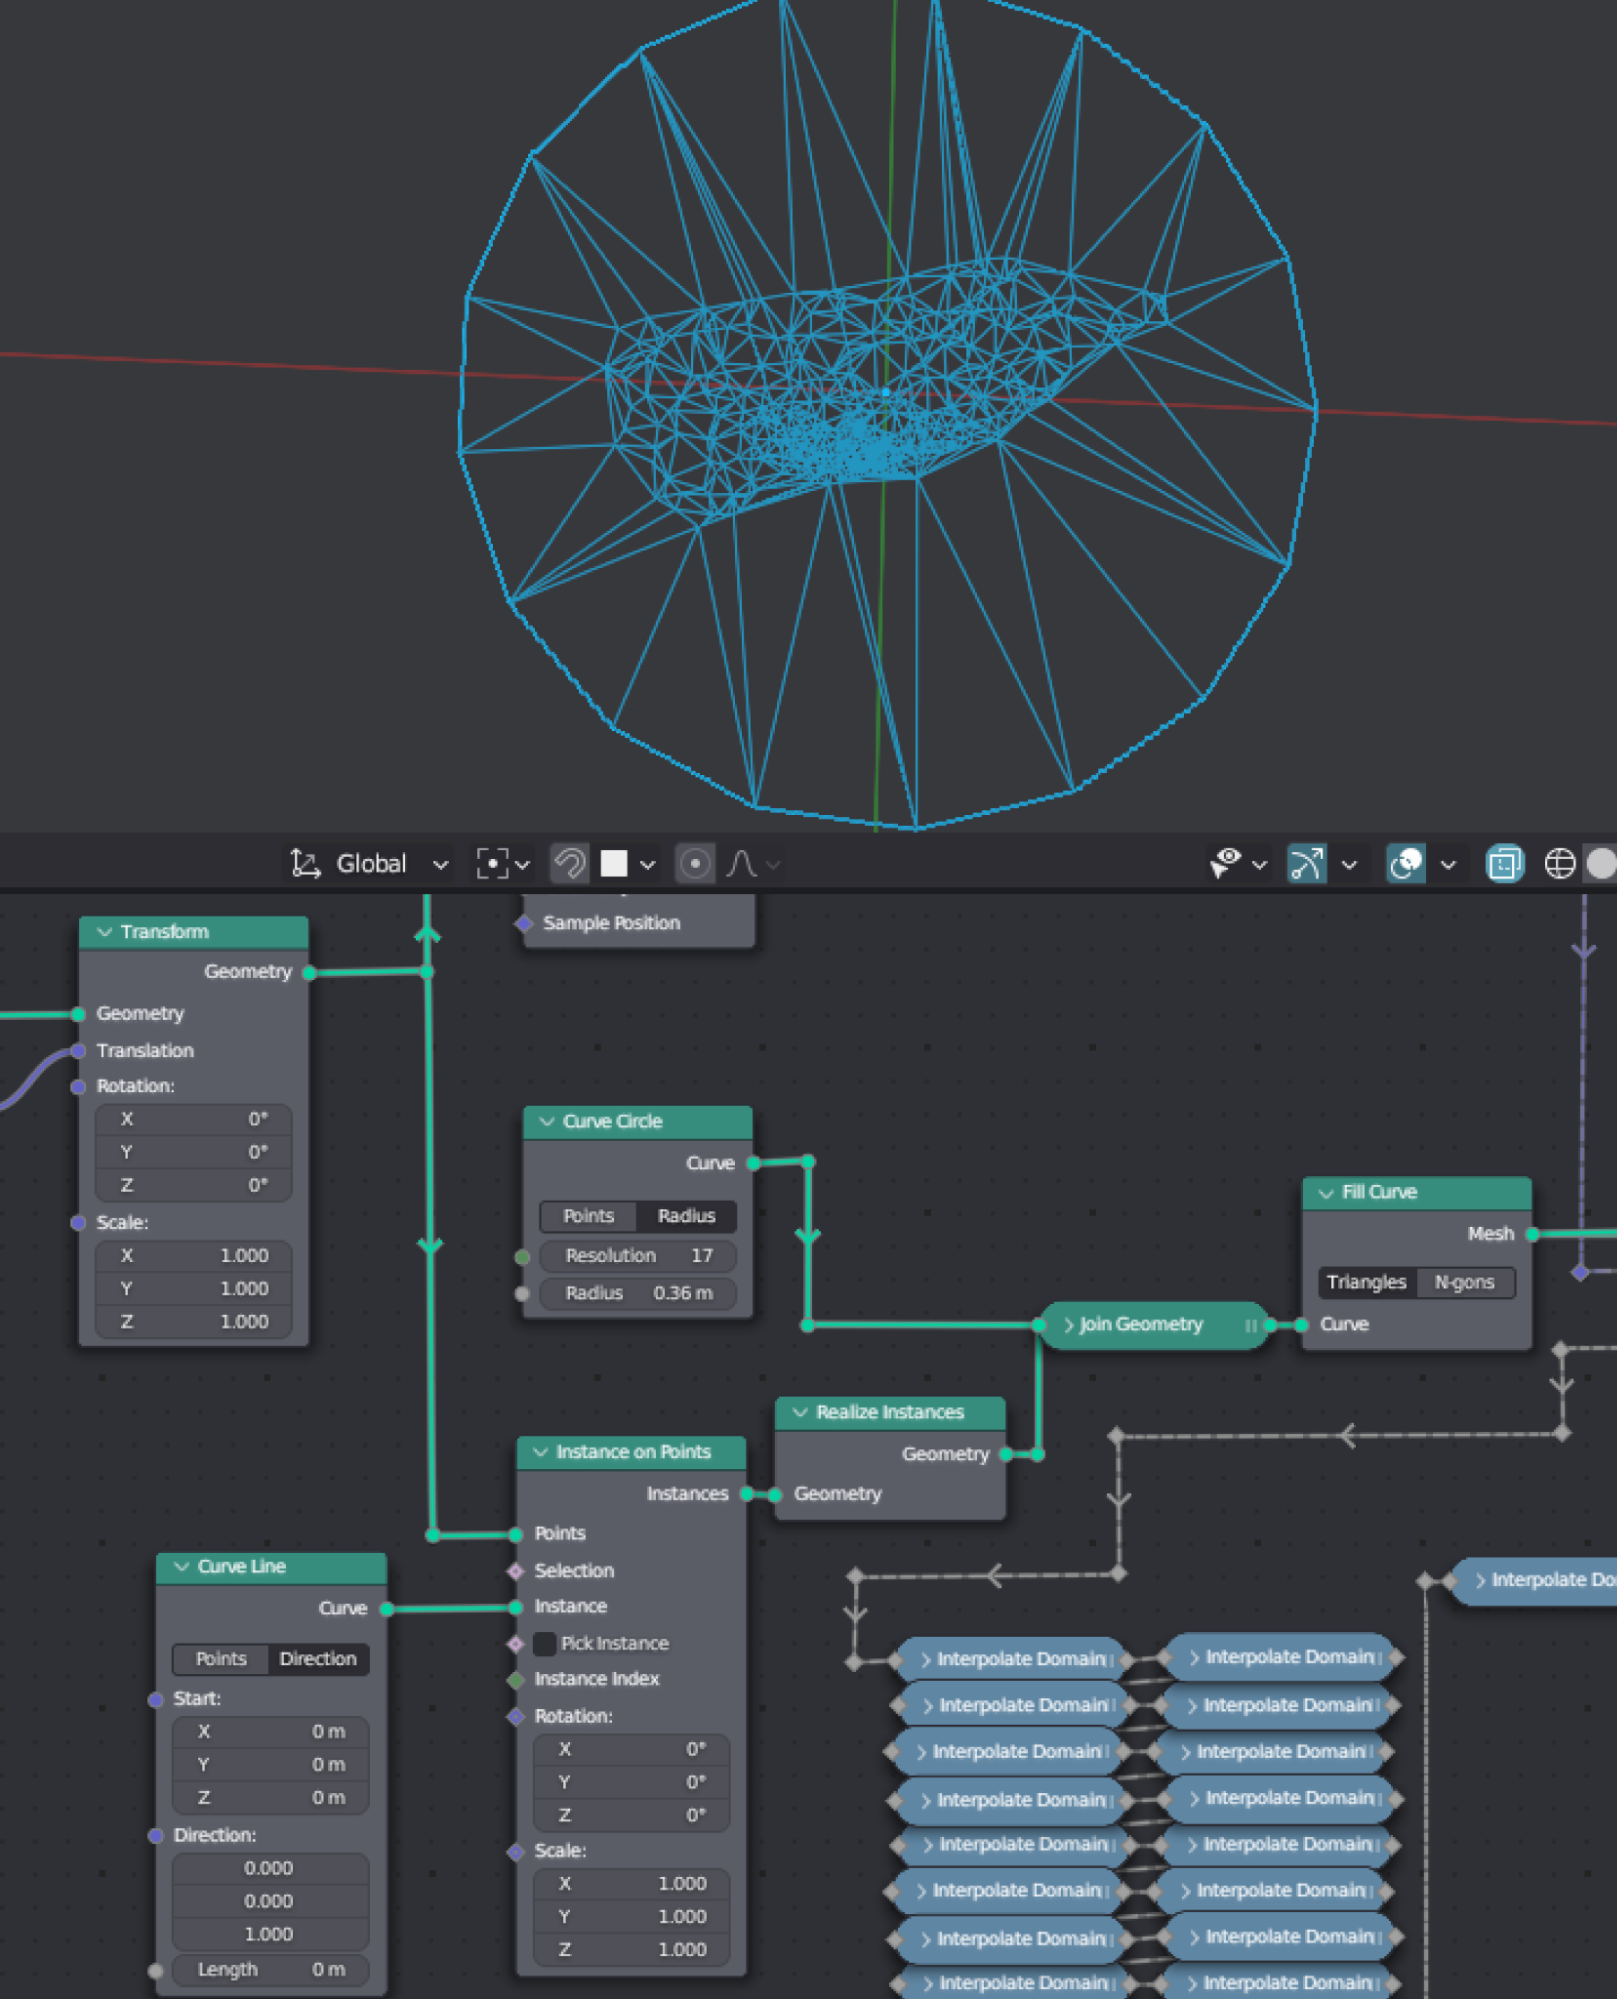 Global
Sample Position
Transform
Geometry
Geometry
Translation
Rotation:
X 0°
Y 0°
Z 0°
Scale:
X 1.000
Y 1.000
Z 1.000
Curve Circle
Curve
Points Radius
Resolution 17
Radius 0.36 m
Fill Curve
Mesh
Triangles N-gons
Curve
Join Geometry
Realize Instances
Geometry
Geometry
Instance on Points
Instances
Points
Selection
Instance
Pick Instance
Instance Index
Rotation:
X 0°
Y 0°
Z 0°
Scale:
X 1.000
Y 1.000
Z 1.000
Curve Line
Curve
Points Direction
Start:
X 0 m
Y 0 m
Z 0 m
Direction:
0.000
0.000
1.000
Length 0 m
Interpolate Do
Interpolate Domain Interpolate Domain
Interpolate Domain Interpolate Domain
Interpolate Domain Interpolate Domain
Interpolate Domain Interpolate Domain
Interpolate Domain Interpolate Domain
Interpolate Domain Interpolate Domain
Interpolate Domain Interpolate Domain
Interpolate Domain Interpolate Domain